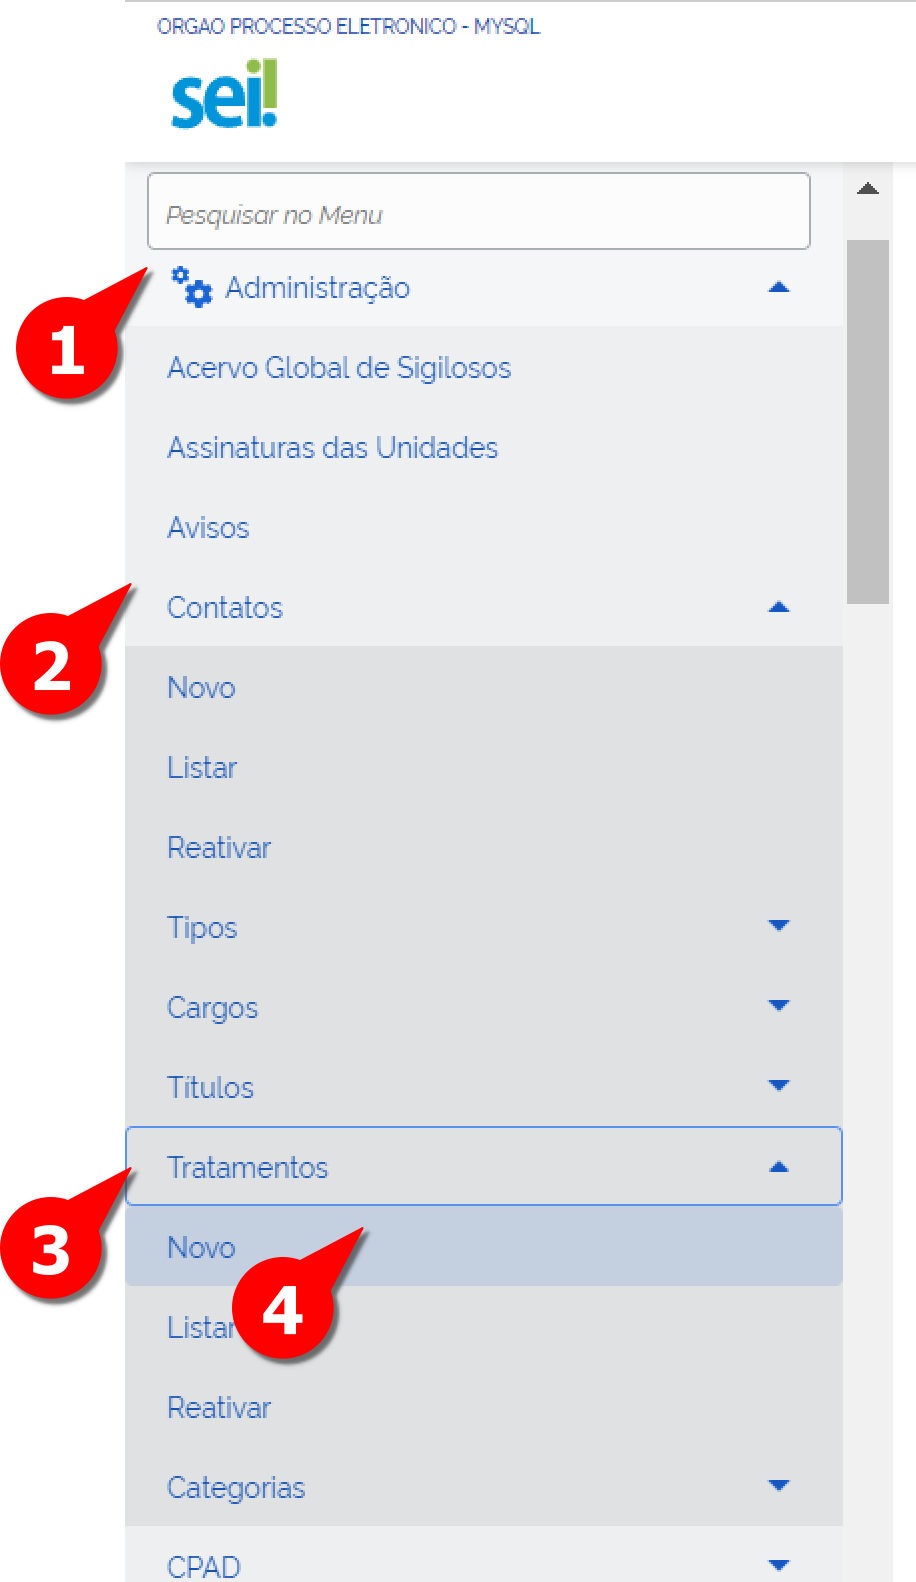 ORGAO PROCESSO ELETRONICO - MYSQL
sei!
Pesquisar no Menu
Administração
1
Acervo Global de Sigilosos
Assinaturas das Unidades
Avisos
Contatos
2
Novo
Listar
Reativar
Tipos
Cargos
Títulos
Tratamentos
3
Novo
4
Listar
Reativar
Categorias
CPAD